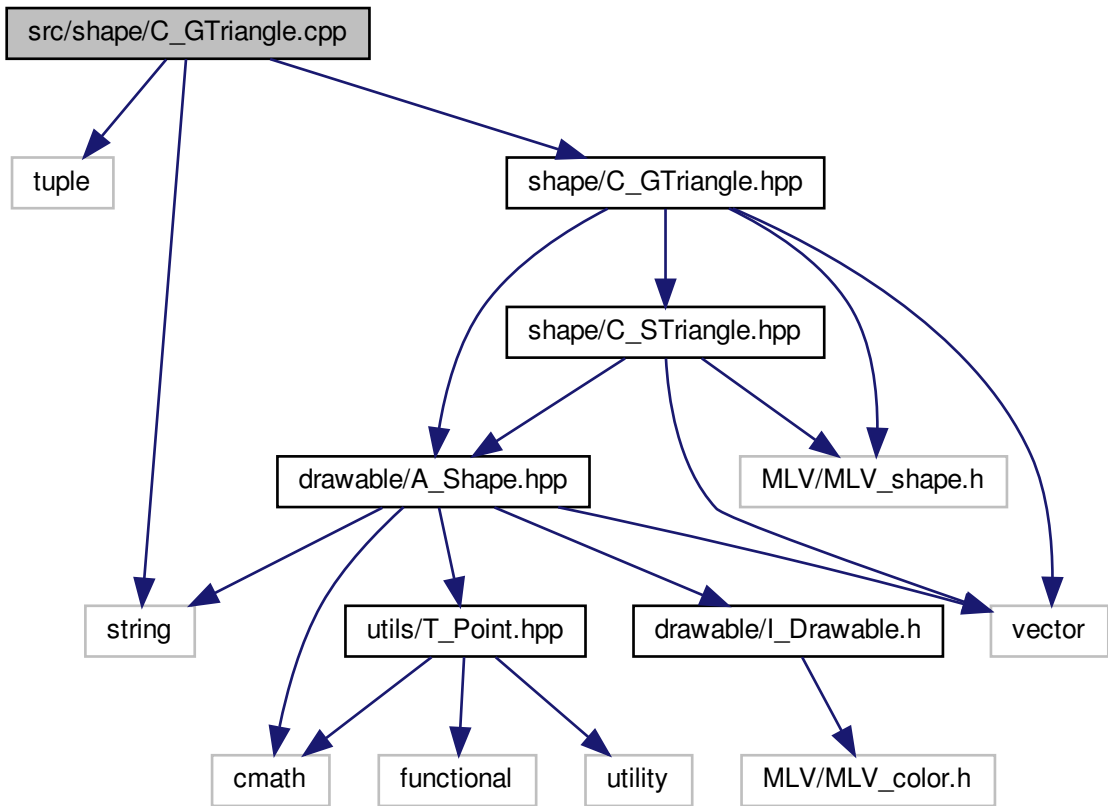 src/shape/C_GTriangle.cpp
tuple
shape/C_GTriangle.hpp
shape/C_STriangle.hpp
drawable/A_Shape.hpp
MLV/MLV_shape.h
string
utils/T_Point.hpp
drawable/I_Drawable.h
vector
cmath
functional
utility
MLV/MLV_color.h